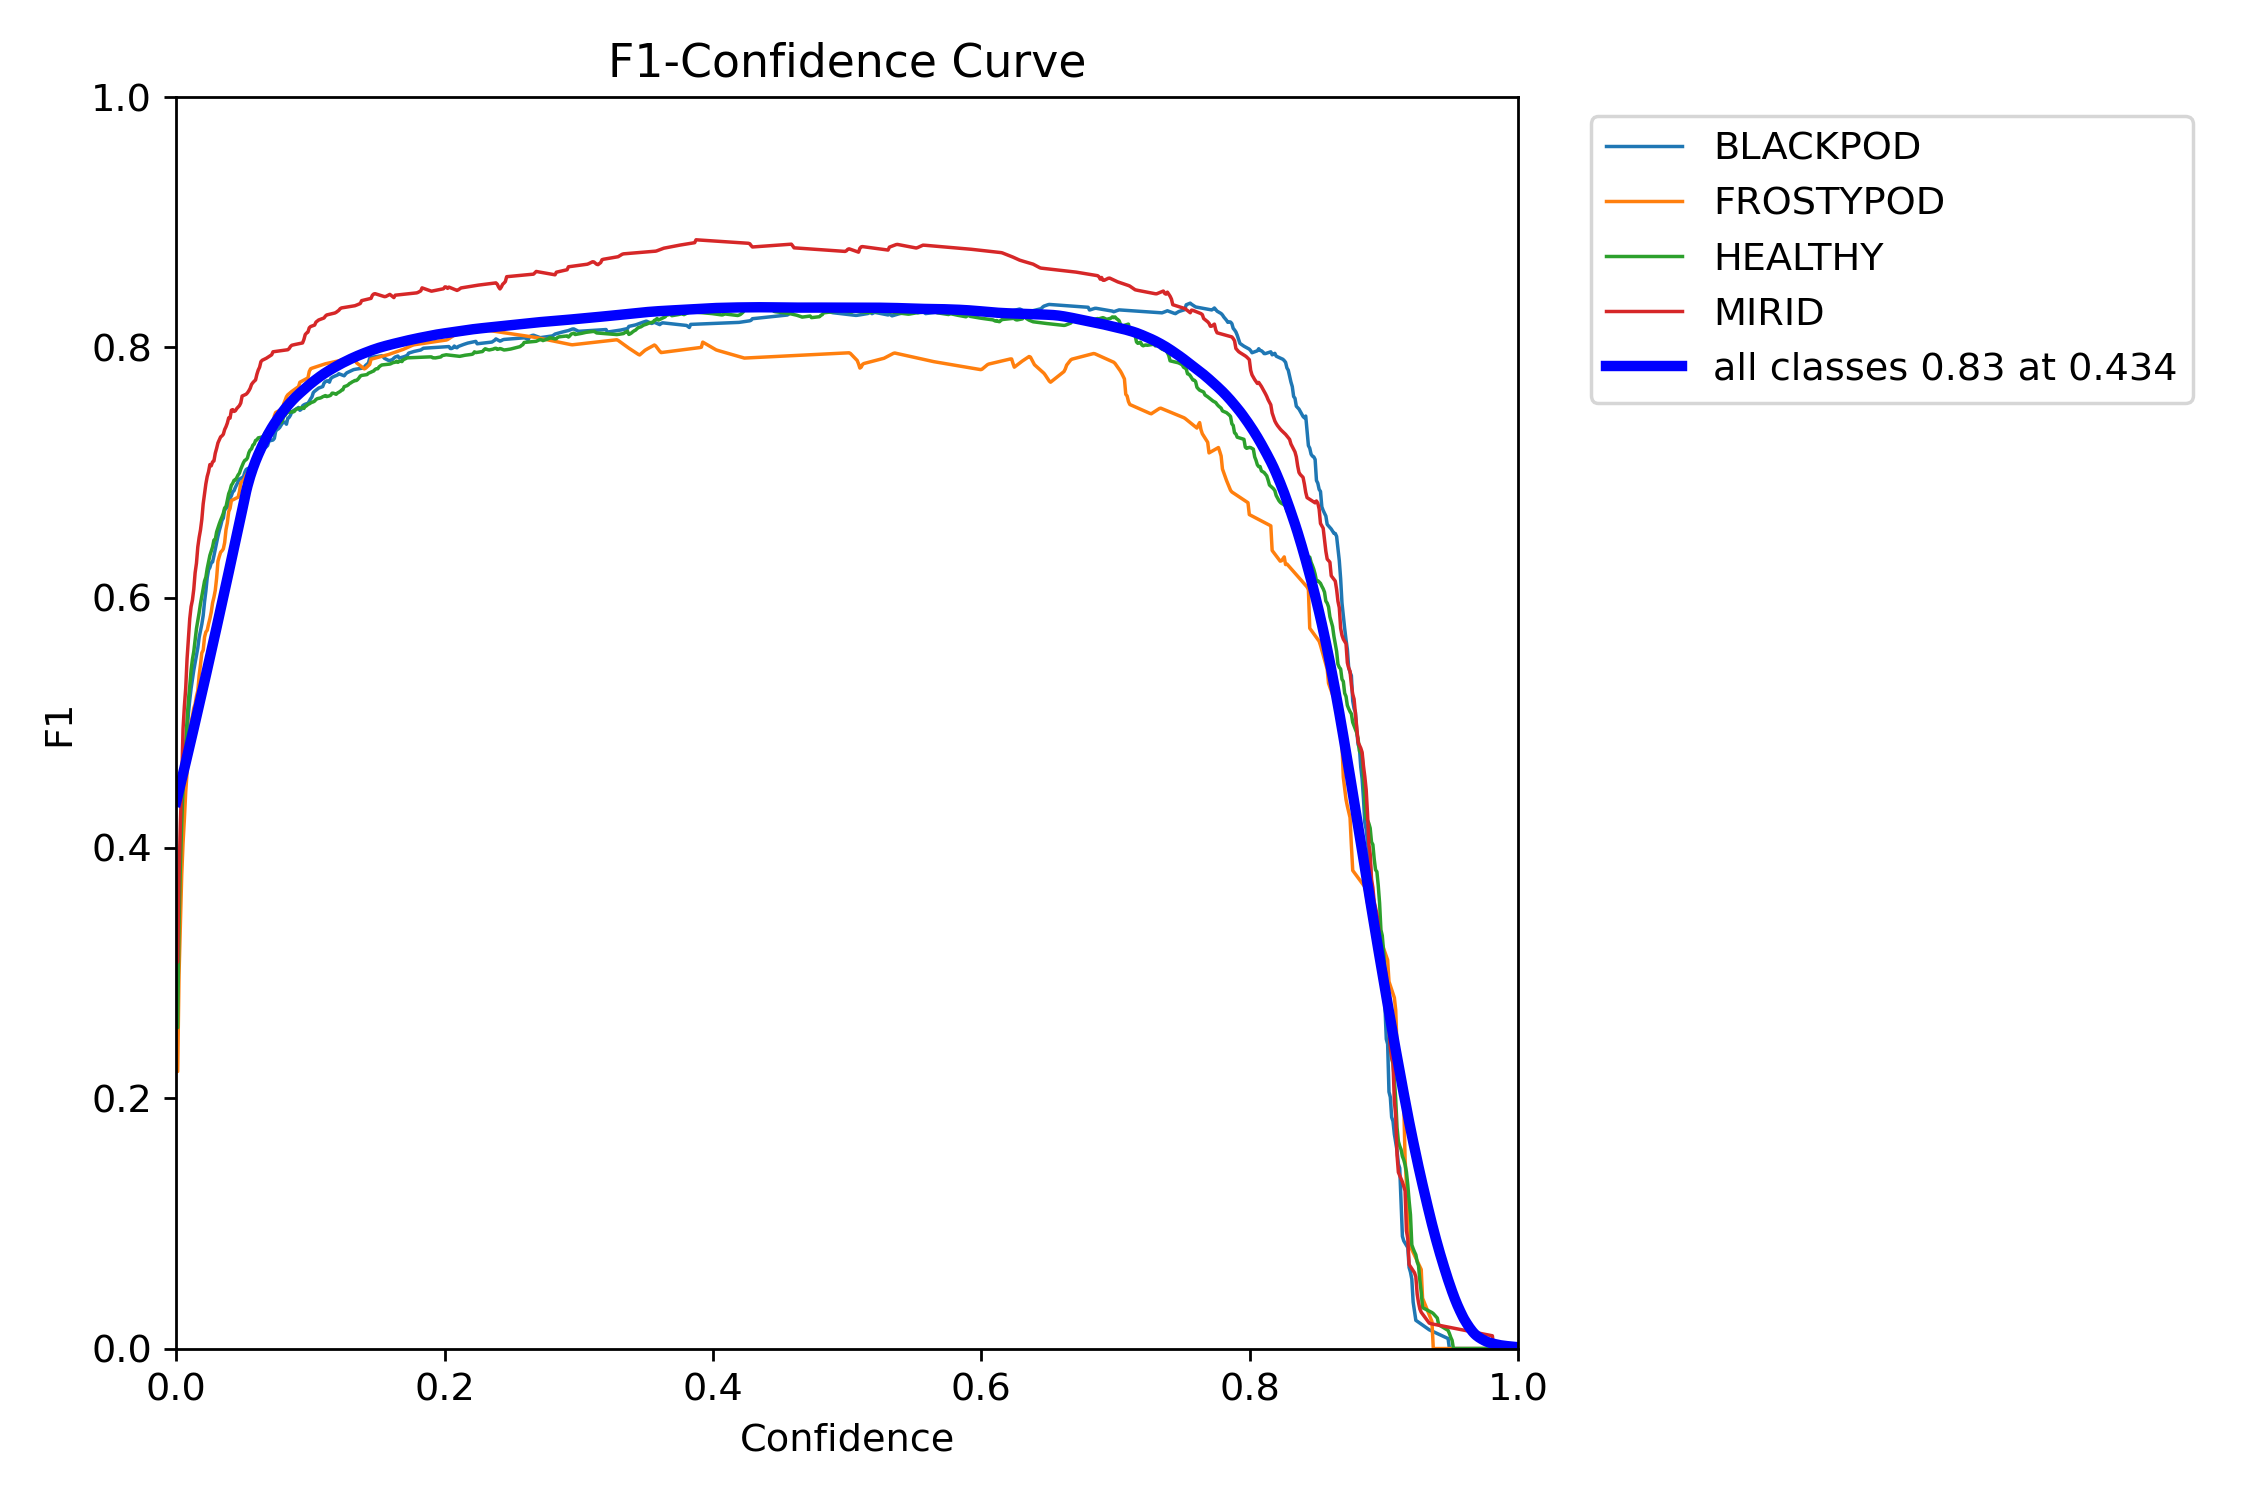 F1-Confidence Curve
1.0
0.8
0.6
0.4
0.2
0.0
F1
0.0 0.2 0.4 0.6 0.8 1.0
Confidence
BLACKPOD
FROSTYPOD
HEALTHY
MIRID
all classes 0.83 at 0.434